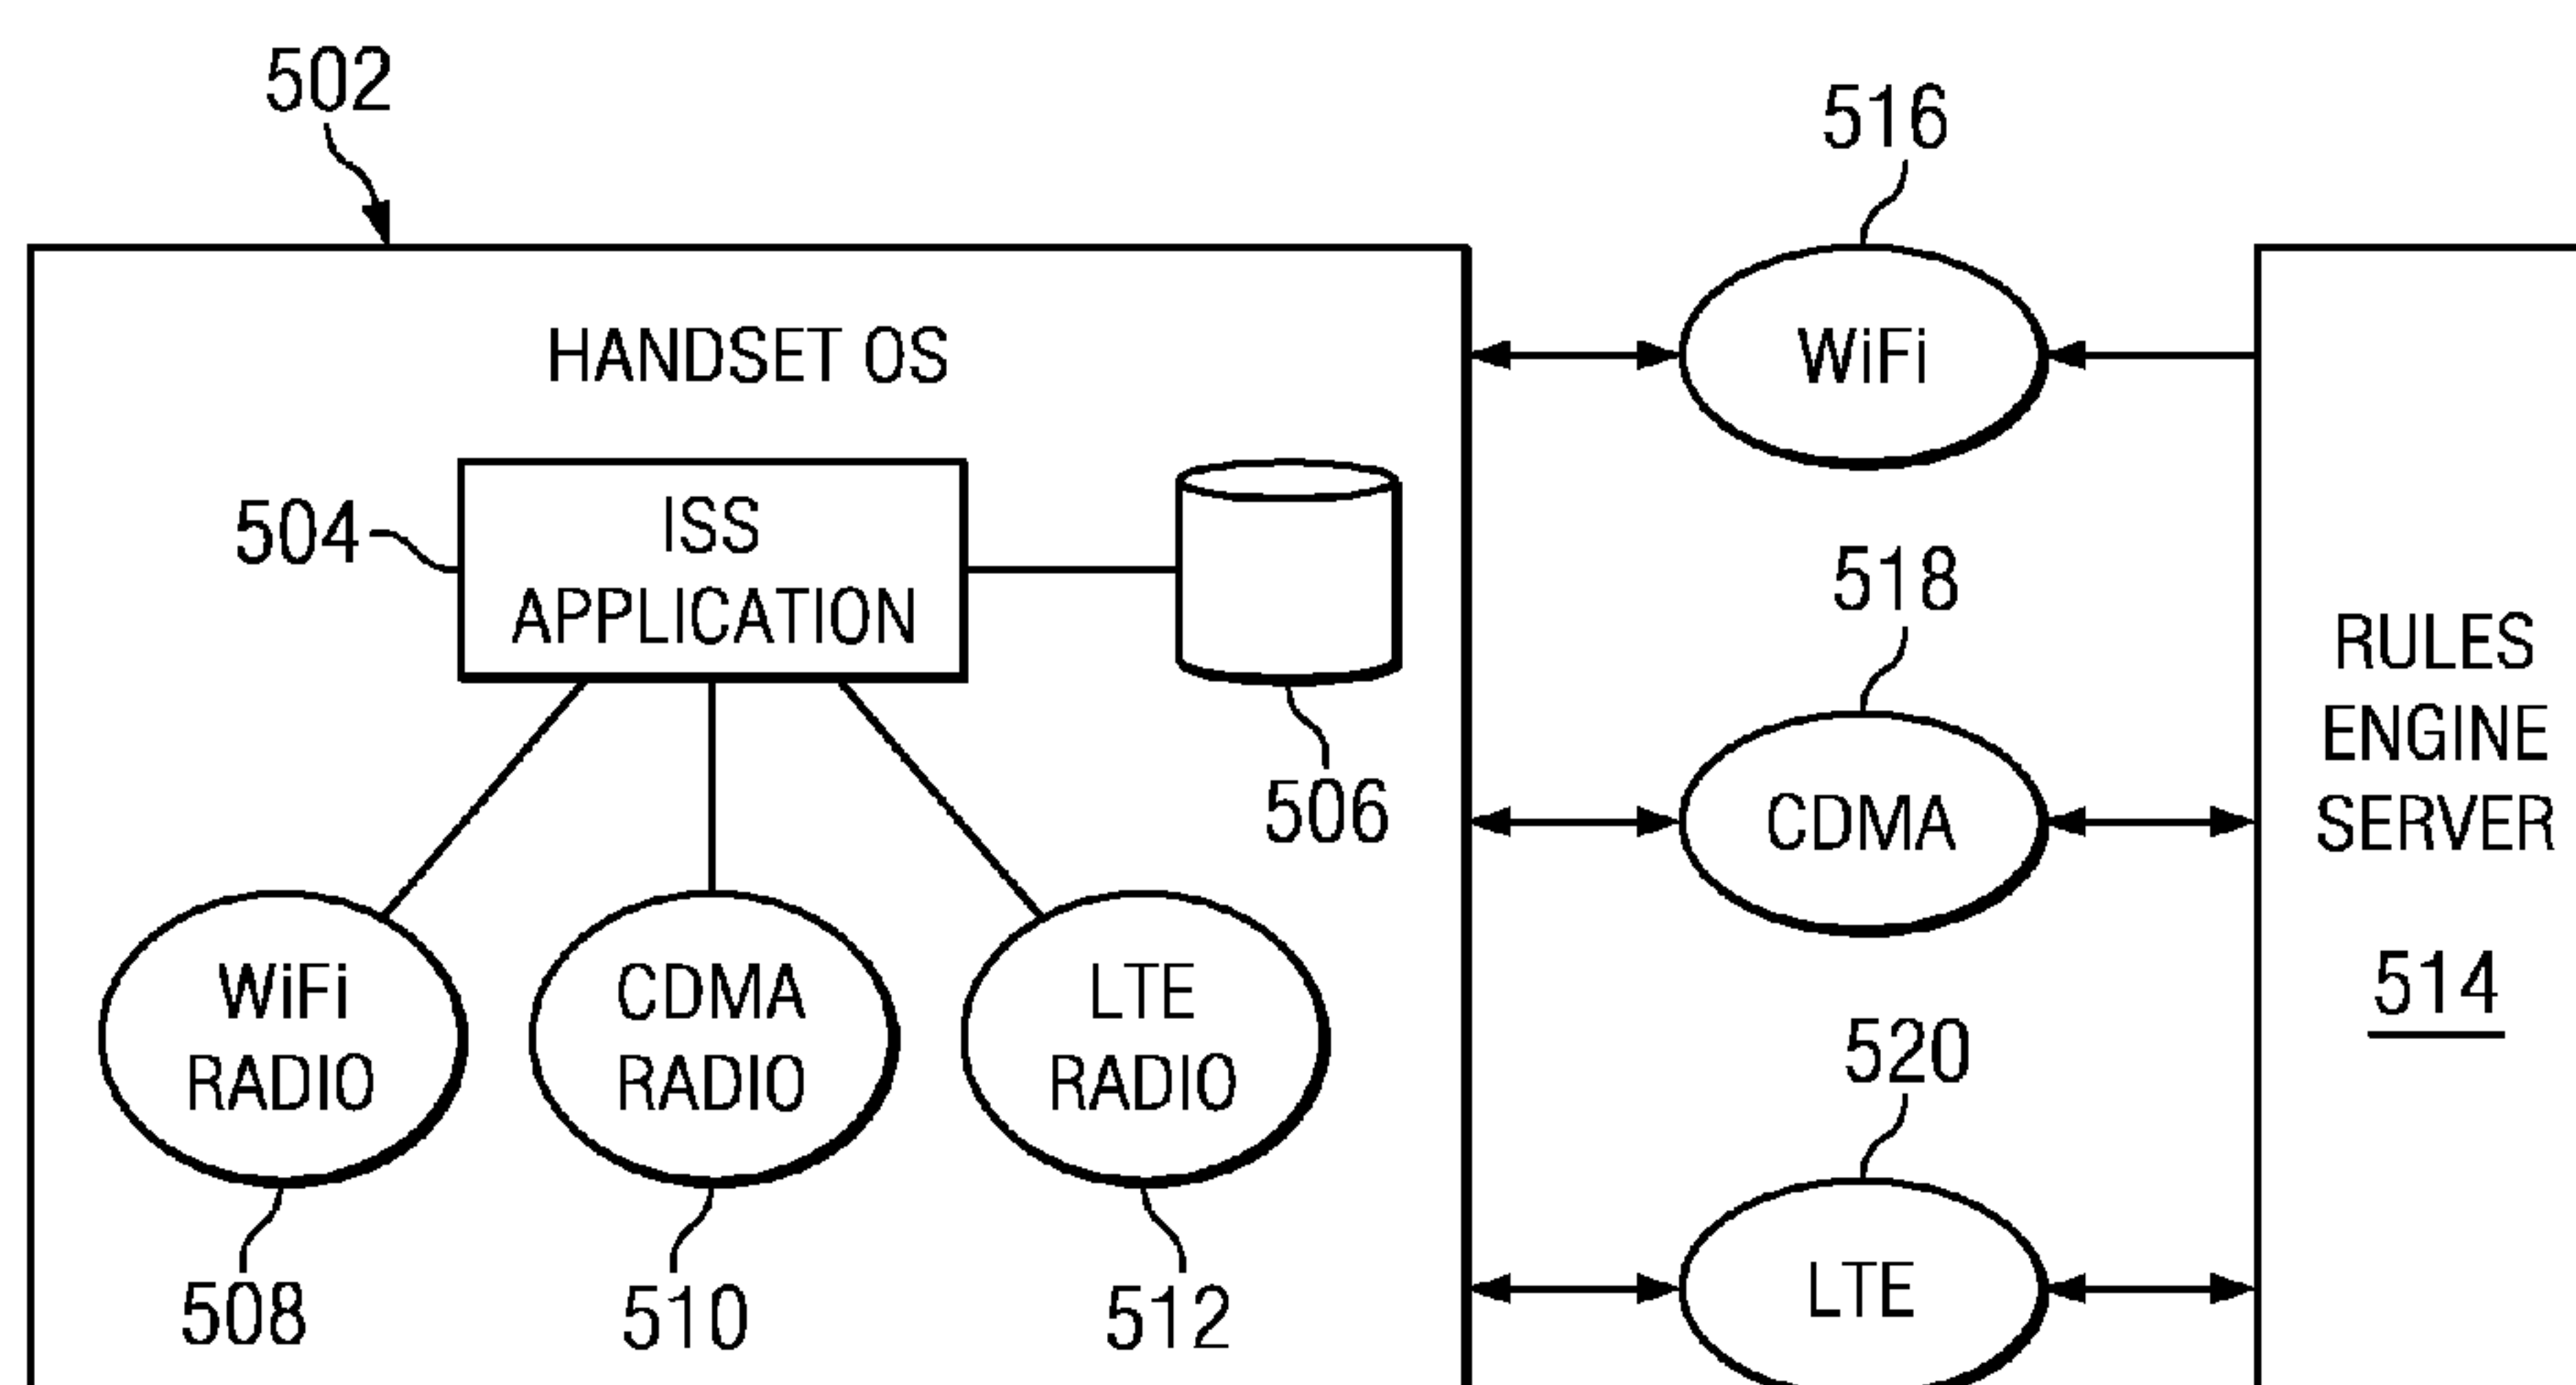 502
516
HANDSET OS
WiFi
504
ISS
APPLICATION
506
518
CDMA
RULES
ENGINE
SERVER
514
WiFi
RADIO
CDMA
RADIO
LTE
RADIO
520
LTE
508
510
512